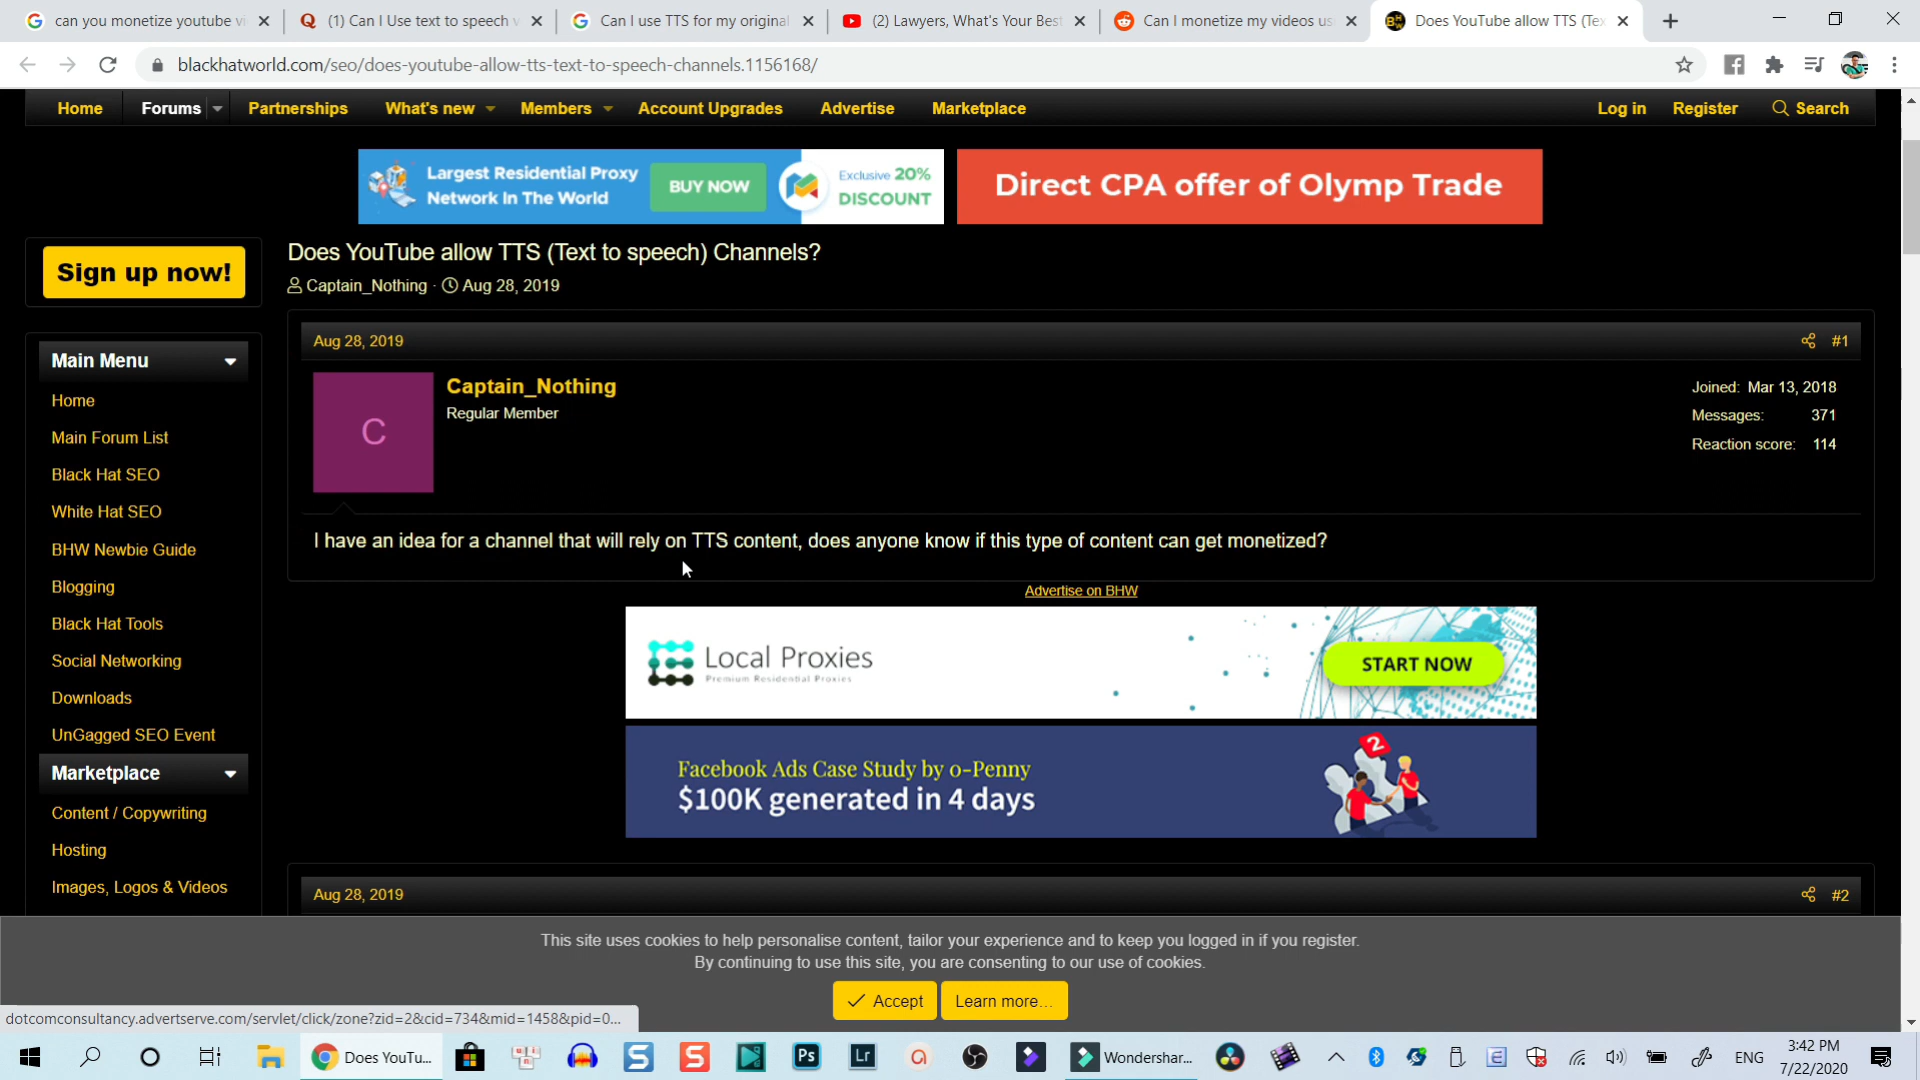 can you monetize youtube vi
(1) Can I Use text to speech v
Can I use TTS for my original
(2) Lawyers, What's Your Bes
Can I monetize my videos us
Does YouTube allow TTS (Tex
blackhatworld.com/seo/does-youtube-allow-tts-text-to-speech-channels.1156168/
Home
Forums
Partnerships
What's new
Members
Account Upgrades
Advertise
Marketplace
Log in
Register
Search
Largest Residential Proxy
Network In The World
BUY NOW
Exclusive 20%
DISCOUNT
Direct CPA offer of Olymp Trade
Sign up now!
Does YouTube allow TTS (Text to speech) Channels?
Captain_Nothing · Aug 28, 2019
Main Menu
Home
Main Forum List
Black Hat SEO
White Hat SEO
BHW Newbie Guide
Blogging
Black Hat Tools
Social Networking
Downloads
UnGagged SEO Event
Marketplace
Content / Copywriting
Hosting
Images, Logos & Videos
Aug 28, 2019
#1
C
Captain_Nothing
Regular Member
Joined: Mar 13, 2018
Messages: 371
Reaction score: 114
I have an idea for a channel that will rely on TTS content, does anyone know if this type of content can get monetized?
Advertise on BHW
Local Proxies
Premium Residential Proxies
START NOW
Facebook Ads Case Study by 0-Penny
$100K generated in 4 days
2
Aug 28, 2019
#2
This site uses cookies to help personalise content, tailor your experience and to keep you logged in if you register.
By continuing to use this site, you are consenting to our use of cookies.
Accept
Learn more…
dotcomconsultancy.advertserve.com/servlet/click/zone?zid=2&cid=734&mid=1458&pid=0...
Does YouTu...
Ps
Lr
Wondershar...
ENG
3:42 PM
7/22/2020